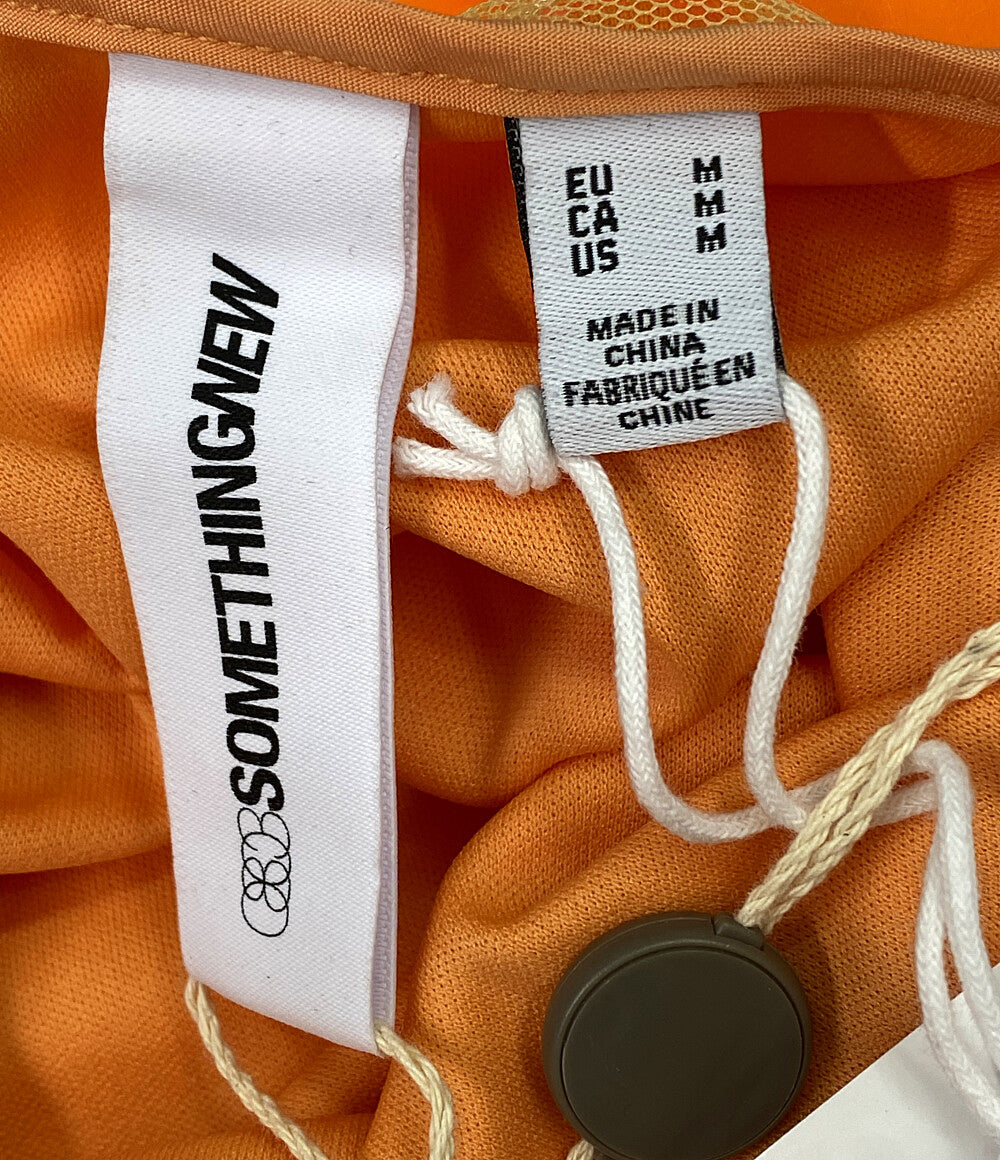 SOMETHINGNEW
EU M
CA M
US M
MADE IN
CHINA
FABRIQUÉ EN
CHINE